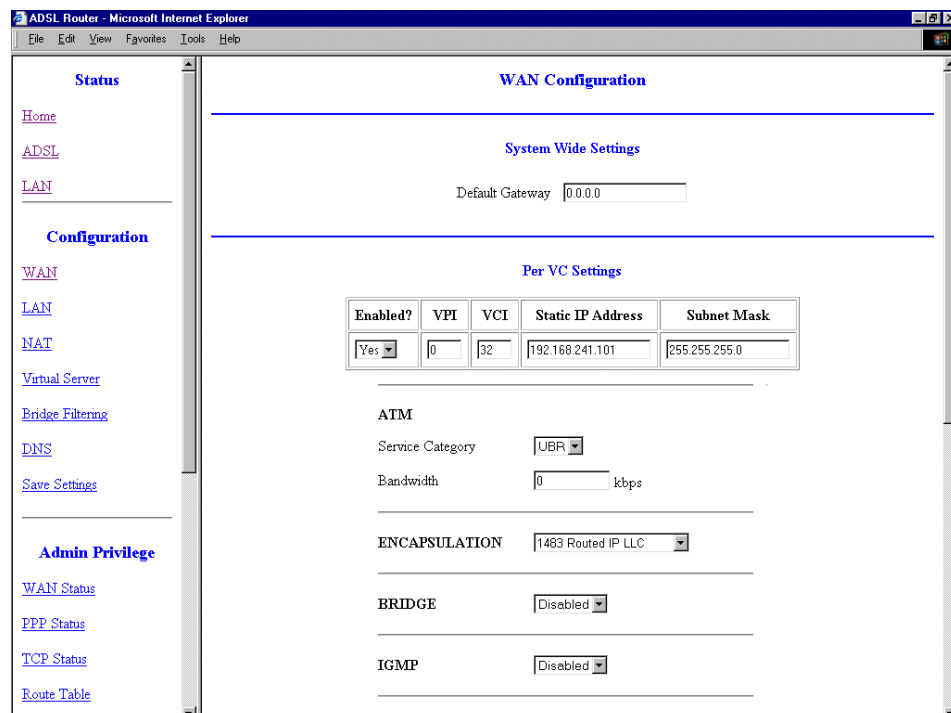 ADSL Router - Microsoft Internet Explorer
File Edit View Favorites Tools Help
Status
Home
ADSL
LAN
Configuration
WAN
LAN
NAT
Virtual Server
Bridge Filtering
DNS
Save Settings
Admin Privilege
WAN Status
PPP Status
TCP Status
Route Table
WAN Configuration
System Wide Settings
Default Gateway 0.0.0.0
Per VC Settings
Enabled? VPI VCI Static IP Address Subnet Mask
Yes 0 32 192.168.241.101 255.255.255.0
ATM
Service Category UBR
Bandwidth 0 kbps
ENCAPSULATION 1483 Routed IP LLC
BRIDGE Disabled
IGMP Disabled